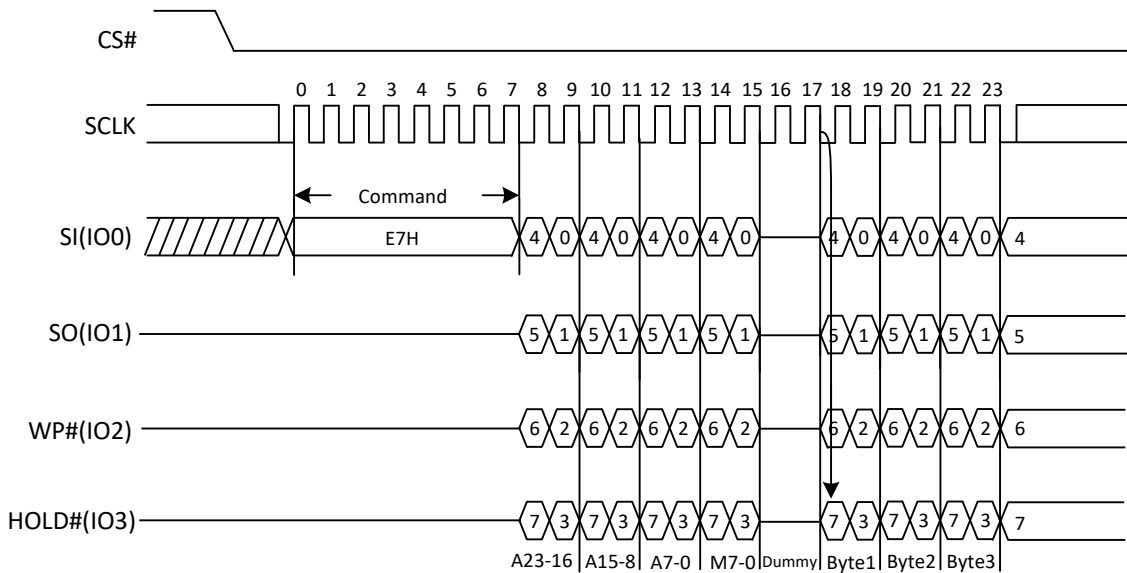 CS#
0 1 2 3 4 5 6 7 8 9 10 11 12 13 14 15 16 17 18 19 20 21 22 23
SCLK
Command
SI(IO0) E7H 4 0 4 0 4 0 4 0 4 0 4 0 4 0 4
SO(IO1) 5 1 5 1 5 1 5 1 5 1 5 1 5 1 5
WP#(IO2) 6 2 6 2 6 2 6 2 6 2 6 2 6 2 6
HOLD#(IO3) 7 3 7 3 7 3 7 3 7 3 7 3 7 3 7
A23-16 A15-8 A7-0 M7-0 Dummy Byte1 Byte2 Byte3